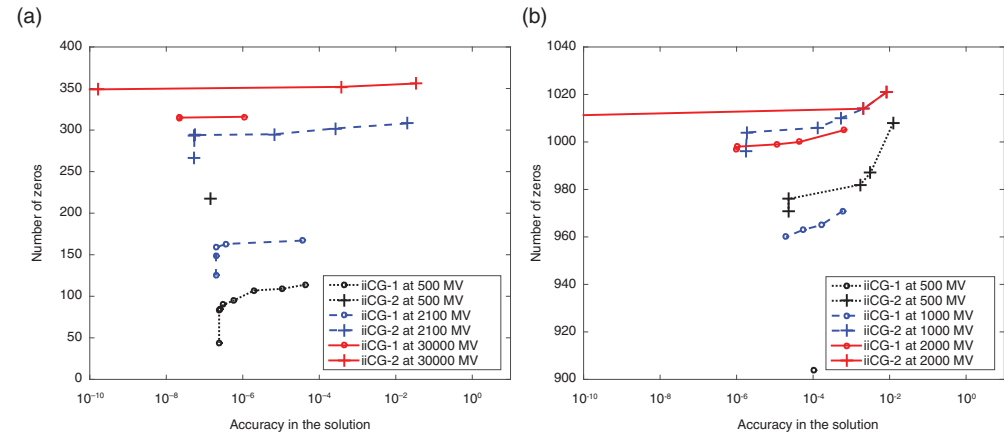 (a)
400
350
300
250
200
150
100
50
0
Number of zeros
10⁻¹⁰
10⁻⁸
10⁻⁶
10⁻⁴
10⁻²
10⁰
Accuracy in the solution
iiCG-1 at 500 MV
iiCG-2 at 500 MV
iiCG-1 at 2100 MV
iiCG-2 at 2100 MV
iiCG-1 at 30000 MV
iiCG-2 at 30000 MV
(b)
1040
1020
1000
980
960
940
920
900
Number of zeros
10⁻¹⁰
10⁻⁸
10⁻⁶
10⁻⁴
10⁻²
10⁰
Accuracy in the solution
iiCG-1 at 500 MV
iiCG-2 at 500 MV
iiCG-1 at 1000 MV
iiCG-2 at 1000 MV
iiCG-1 at 2000 MV
iiCG-2 at 2000 MV